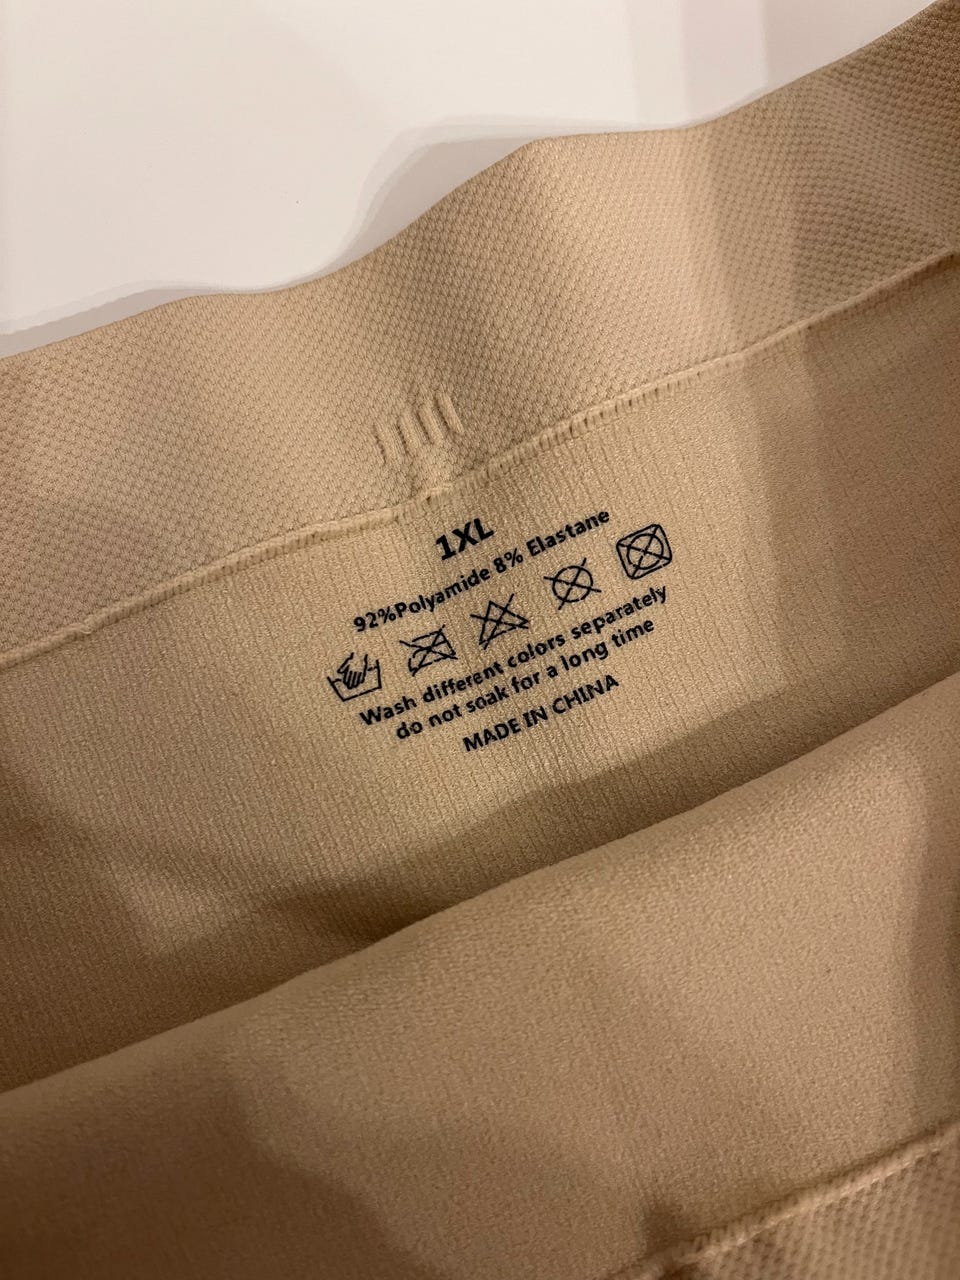 1XL
92%Polyamide 8% Elastane
Wash different colors separately
do not soak for a long time
MADE IN CHINA